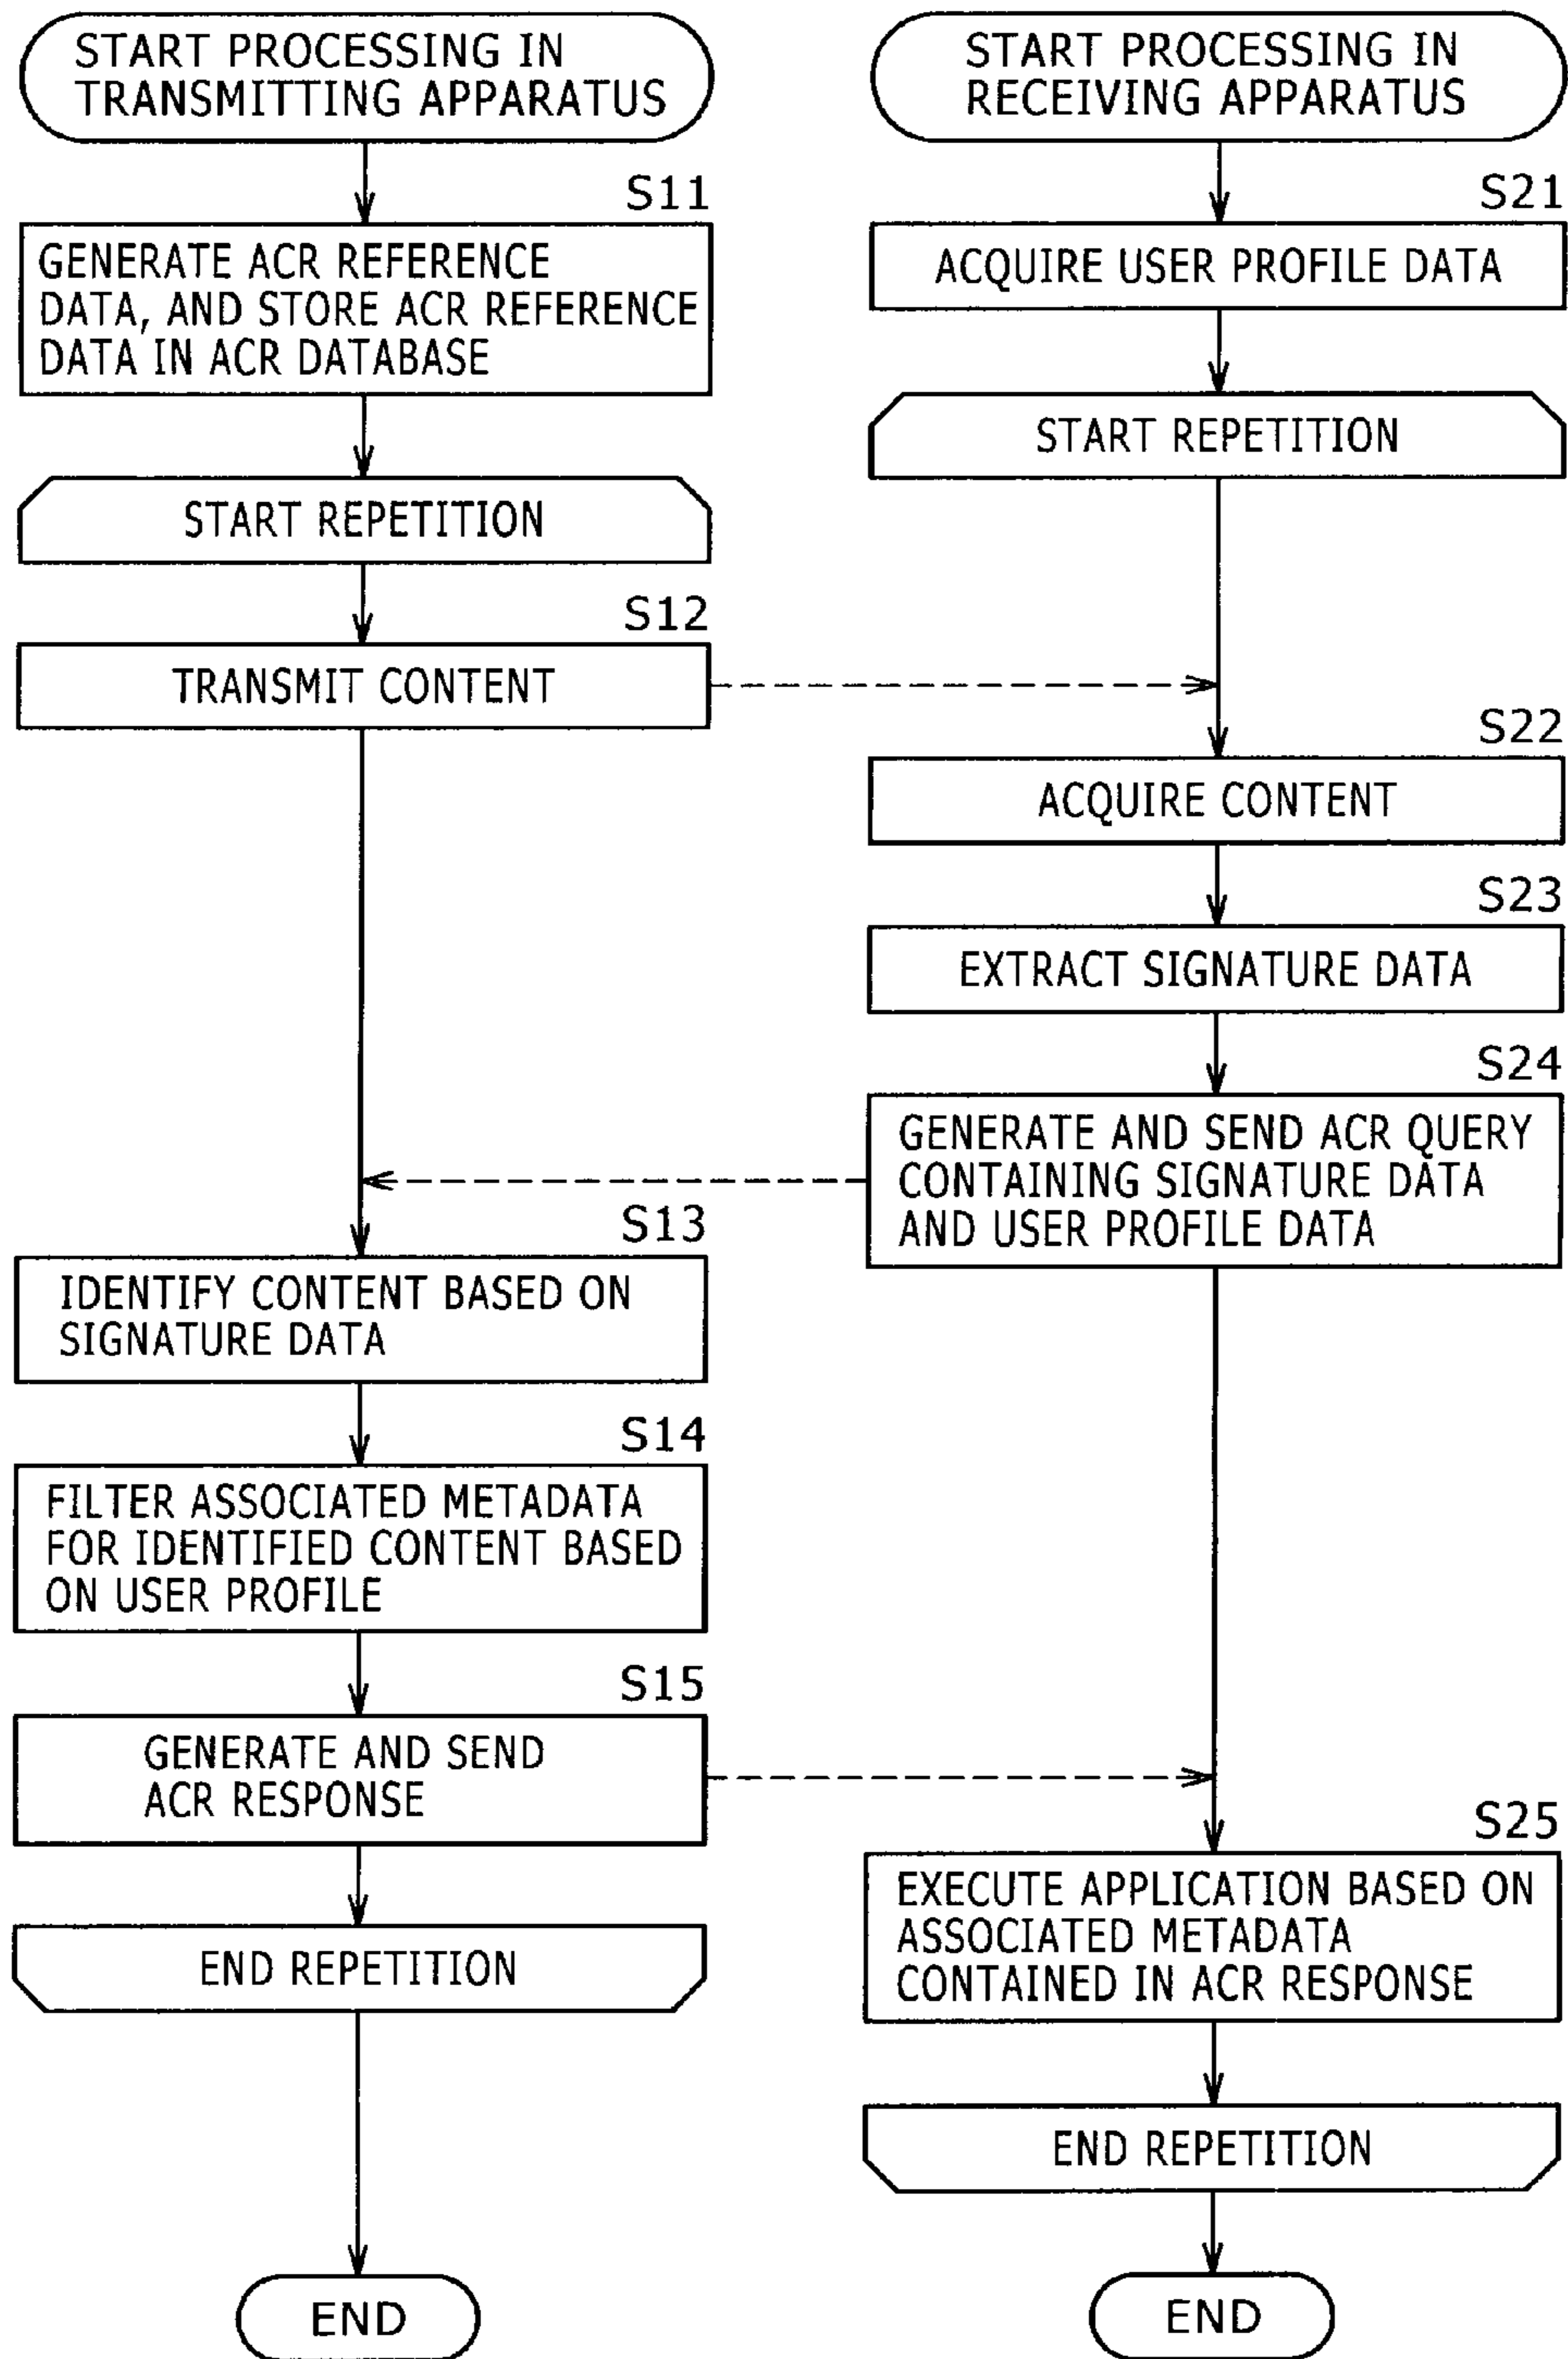 START PROCESSING IN
TRANSMITTING APPARATUS
S11
GENERATE ACR REFERENCE
DATA, AND STORE ACR REFERENCE
DATA IN ACR DATABASE
START REPETITION
S12
TRANSMIT CONTENT
S13
IDENTIFY CONTENT BASED ON
SIGNATURE DATA
S14
FILTER ASSOCIATED METADATA
FOR IDENTIFIED CONTENT BASED
ON USER PROFILE
S15
GENERATE AND SEND
ACR RESPONSE
END REPETITION
END
START PROCESSING IN
RECEIVING APPARATUS
S21
ACQUIRE USER PROFILE DATA
START REPETITION
S22
ACQUIRE CONTENT
S23
EXTRACT SIGNATURE DATA
S24
GENERATE AND SEND ACR QUERY
CONTAINING SIGNATURE DATA
AND USER PROFILE DATA
S25
EXECUTE APPLICATION BASED ON
ASSOCIATED METADATA
CONTAINED IN ACR RESPONSE
END REPETITION
END